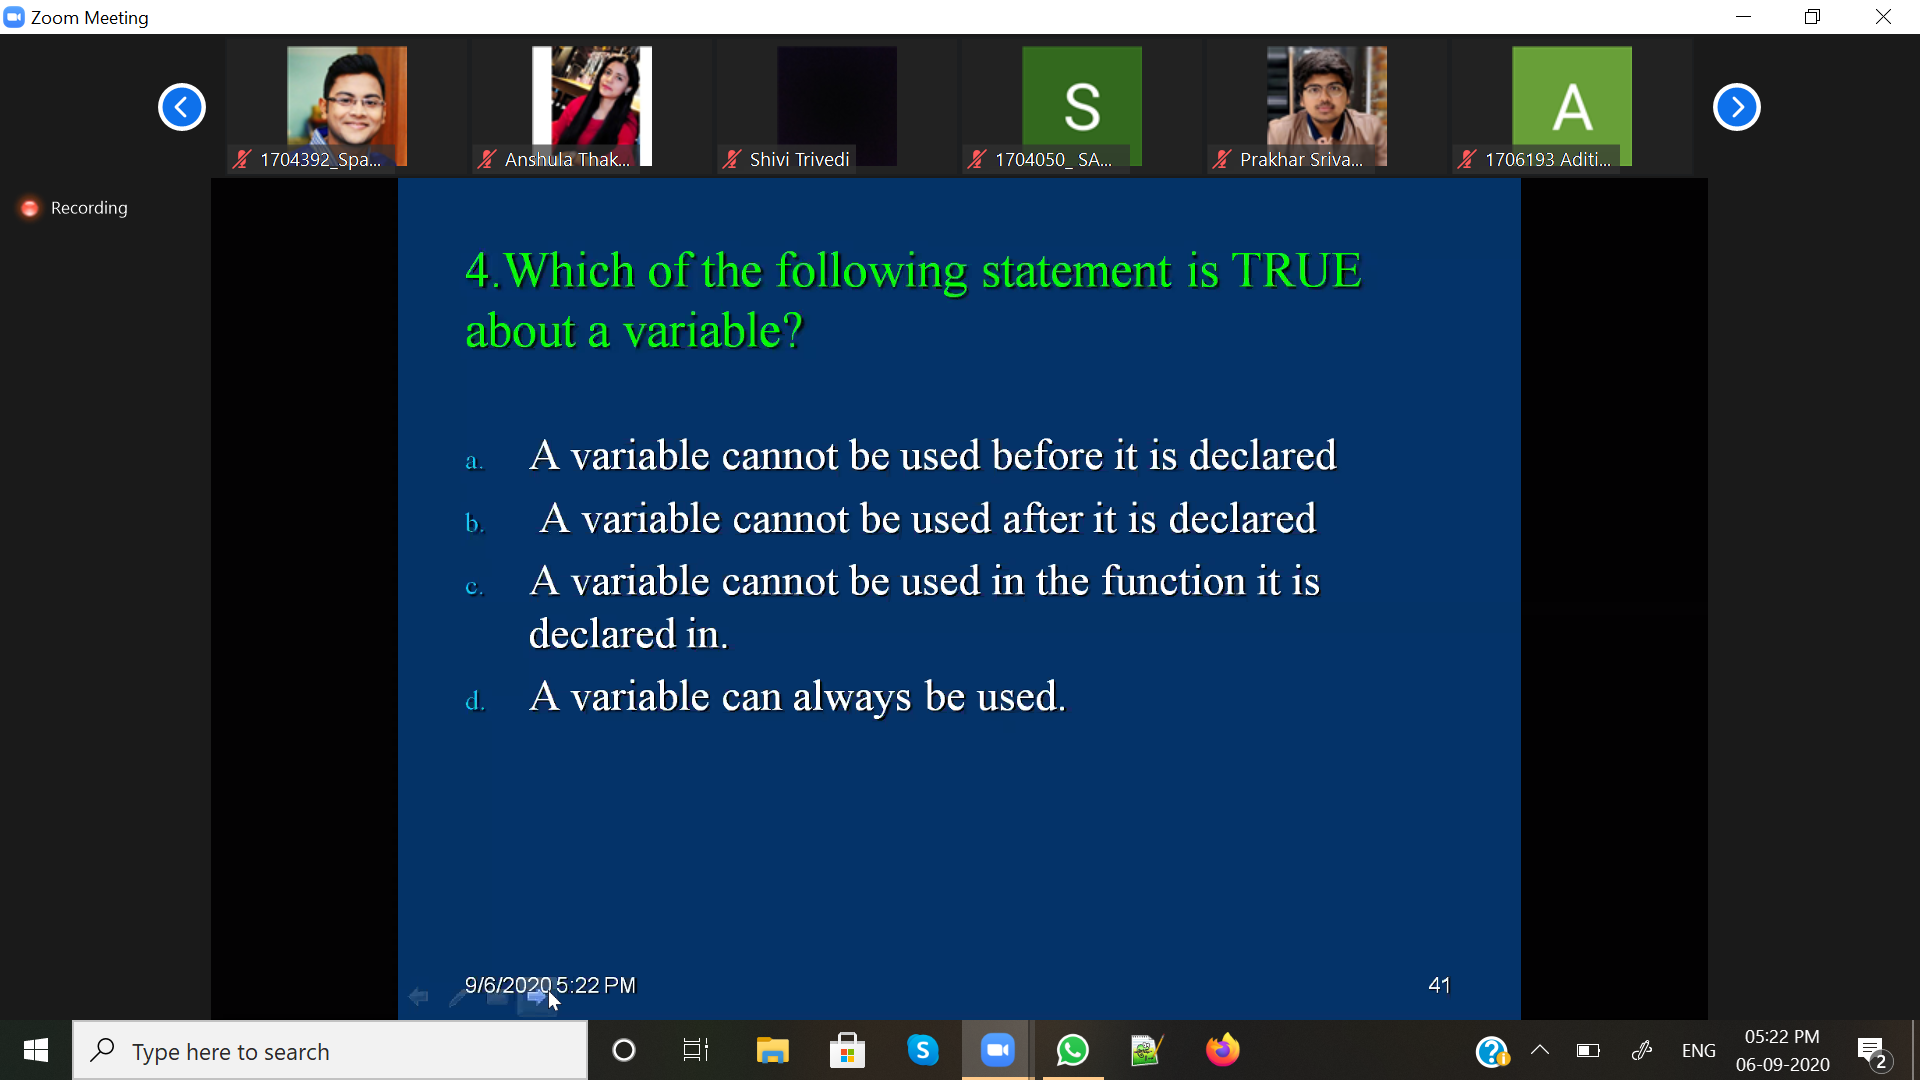 Zoom Meeting
1704392_Spa...
Anshula Thak...
Shivi Trivedi
S
1704050_ SA...
Prakhar Sriva...
A
1706193 Aditi...
Recording
4.Which of the following statement is TRUE
about a variable?
a. A variable cannot be used before it is declared
b. A variable cannot be used after it is declared
c. A variable cannot be used in the function it is
declared in.
d. A variable can always be used.
9/6/2020 5:22 PM
41
Type here to search
S
ENG
05:22 PM
06-09-2020
2